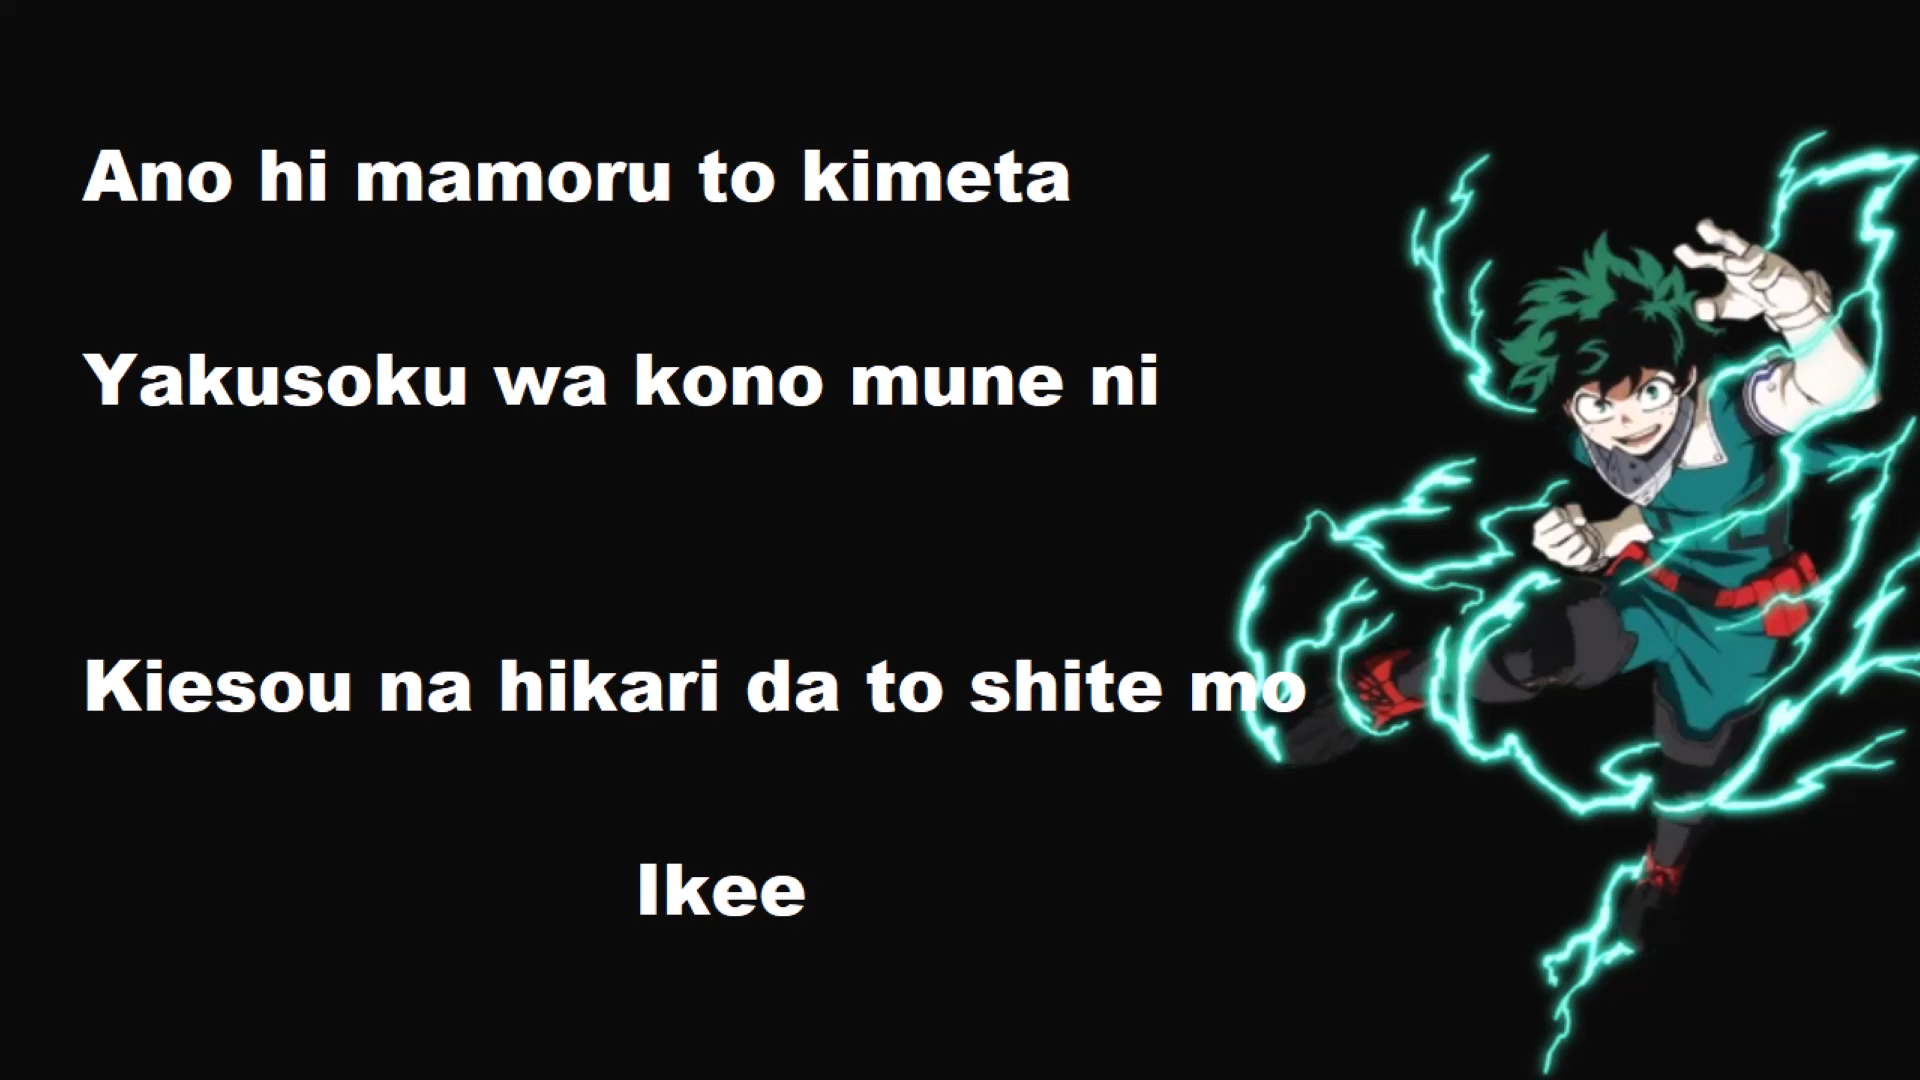 Ano hi mamoru to kimeta
Yakusoku wa kono mune ni
Kiesou na hikari da to shite mo
Ikee